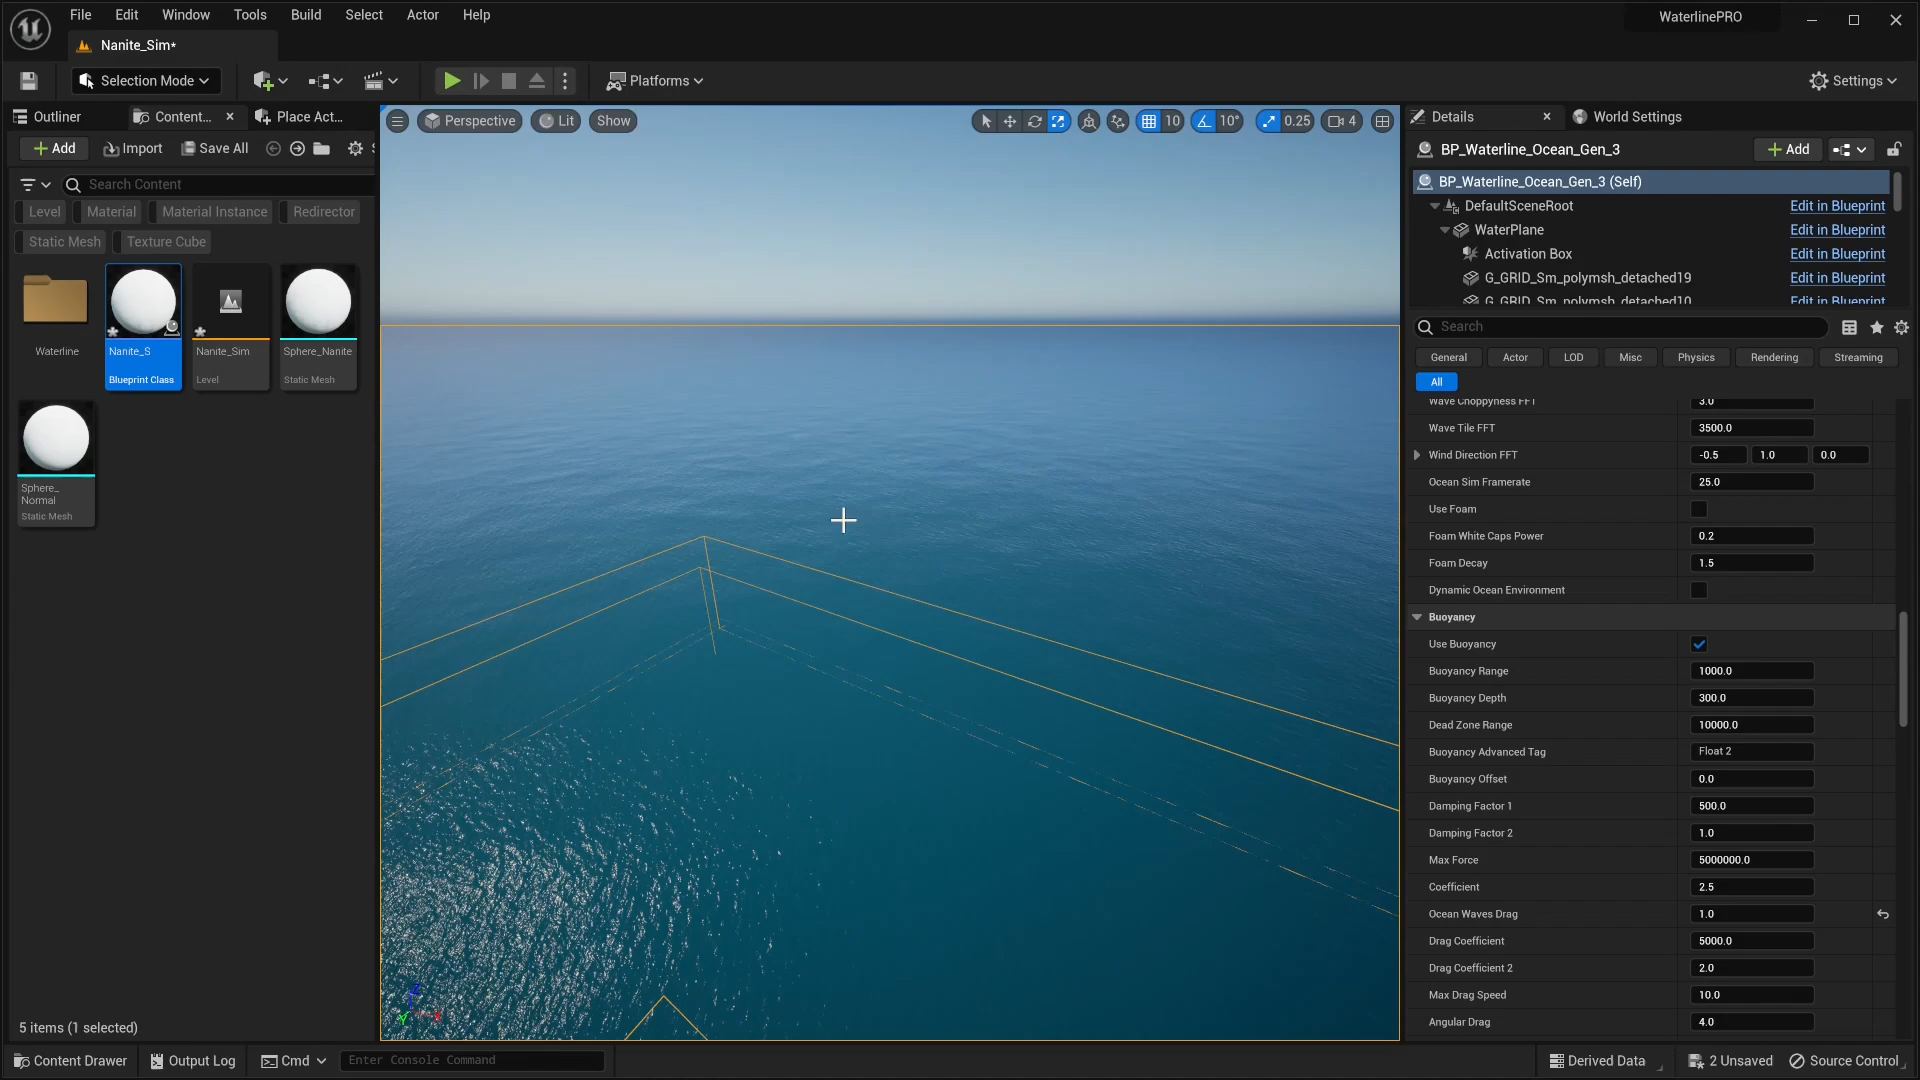 File Edit Window Tools Build Select Actor Help
WaterlinePRO
Nanite_Sim*
Selection Mode
Platforms
Settings
Outliner
Content...
Place Act...
Add
Import
Save All
S
Search Content
Level
Material
Material Instance
Redirector
Static Mesh
Texture Cube
Waterline
Nanite_S
Blueprint Class
Nanite_Sim
Level
Sphere_Nanite
Static Mesh
Sphere_
Normal
Static Mesh
5 items (1 selected)
Perspective
Lit
Show
10
10°
0.25
4
Z
Y
X
Details
World Settings
BP_Waterline_Ocean_Gen_3
Add
BP_Waterline_Ocean_Gen_3 (Self)
DefaultSceneRoot Edit in Blueprint
WaterPlane Edit in Blueprint
Activation Box Edit in Blueprint
G_GRID_Sm_polymsh_detached19 Edit in Blueprint
G_GRID_Sm_polymsh_detached10 Edit in Blueprint
Search
General
Actor
LOD
Misc
Physics
Rendering
Streaming
All
Wave Choppyness FFT 3.0
Wave Tile FFT 3500.0
Wind Direction FFT -0.5 1.0 0.0
Ocean Sim Framerate 25.0
Use Foam
Foam White Caps Power 0.2
Foam Decay 1.5
Dynamic Ocean Environment
Buoyancy
Use Buoyancy
Buoyancy Range 1000.0
Buoyancy Depth 300.0
Dead Zone Range 10000.0
Buoyancy Advanced Tag Float 2
Buoyancy Offset 0.0
Damping Factor 1 500.0
Damping Factor 2 1.0
Max Force 5000000.0
Coefficient 2.5
Ocean Waves Drag 1.0
Drag Coefficient 5000.0
Drag Coefficient 2 2.0
Max Drag Speed 10.0
Angular Drag 4.0
Content Drawer
Output Log
Cmd
Enter Console Command
Derived Data
2 Unsaved
Source Control